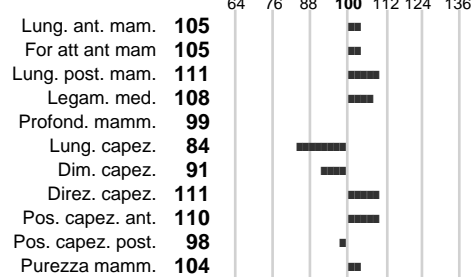 64 76 88 100 112 124 136
Lung. ant. mam. 105
For att ant mam 105
Lung. post. mam. 111
Legam. med. 108
Profond. mamm. 99
Lung. capez. 84
Dim. capez. 91
Direz. capez. 111
Pos. capez. ant. 110
Pos. capez. post. 98
Purezza mamm. 104